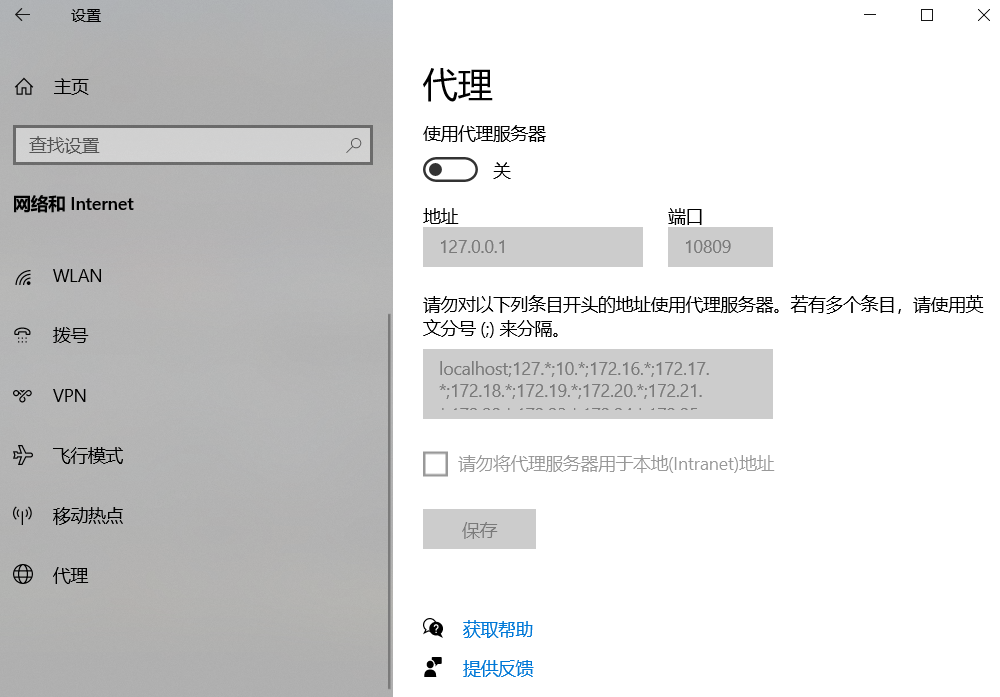 设置
主页
查找设置
网络和 Internet
WLAN
拨号
VPN
飞行模式
移动热点
代理
代理
使用代理服务器
关
地址 端口
127.0.0.1 10809
请勿对以下列条目开头的地址使用代理服务器。若有多个条目，请使用英
文分号 (;) 来分隔。
localhost;127.*;10.*;172.16.*;172.17.
*;172.18.*;172.19.*;172.20.*;172.21.
请勿将代理服务器用于本地(Intranet)地址
保存
获取帮助
提供反馈